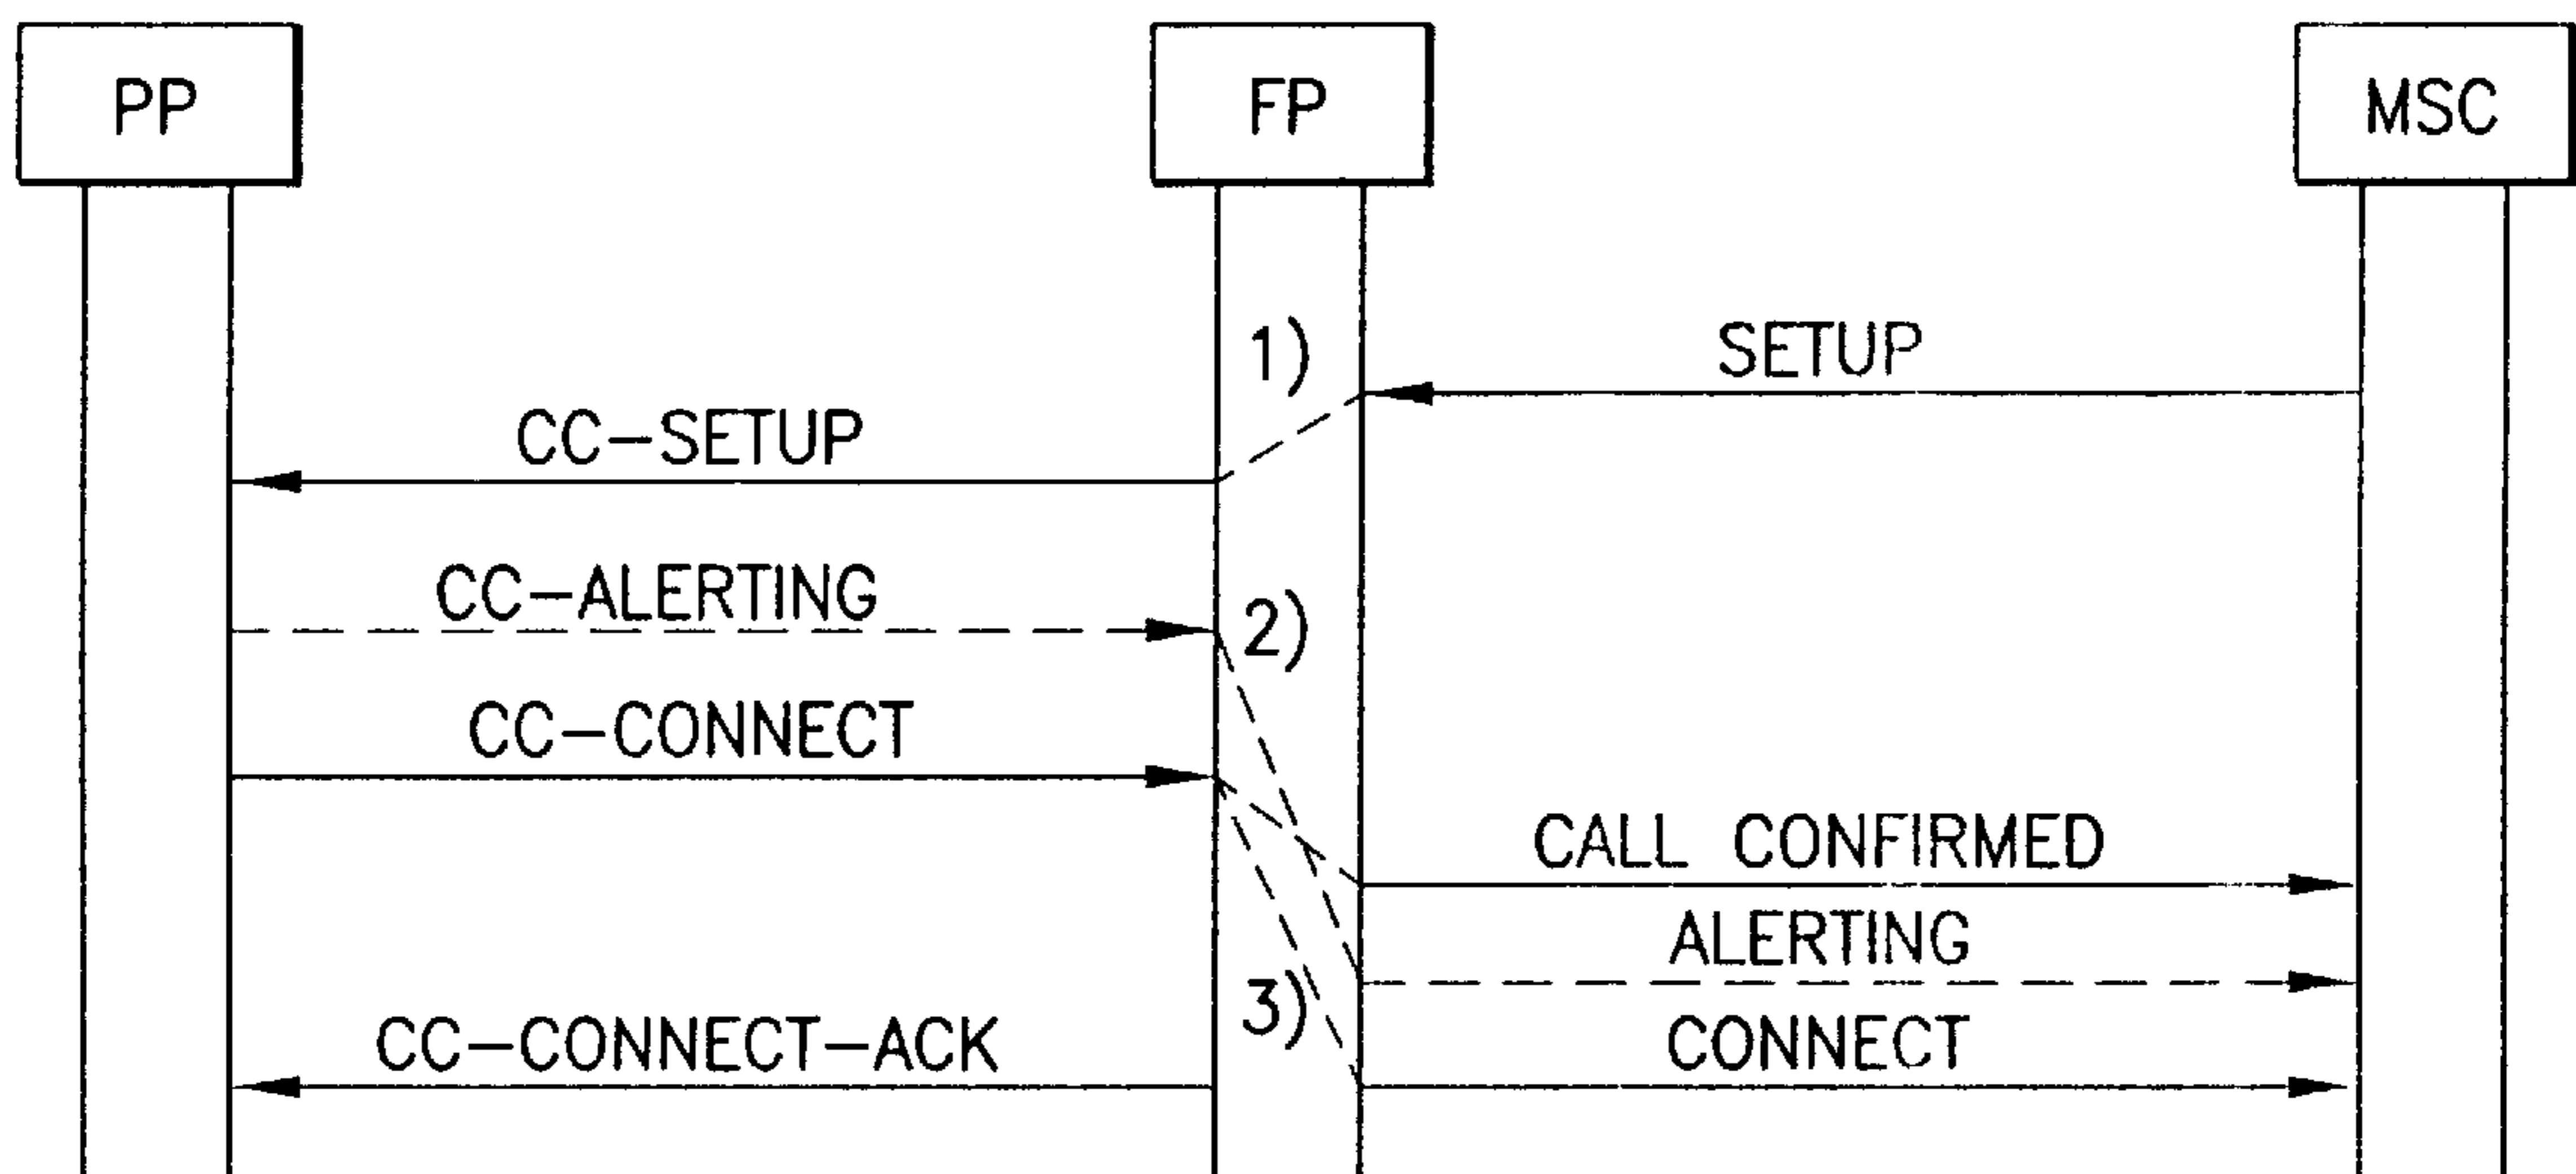 PP
FP
MSC
1)
SETUP
CC-SETUP
CC-ALERTING
2)
CC-CONNECT
CALL CONFIRMED
ALERTING
3)
CC-CONNECT-ACK
CONNECT